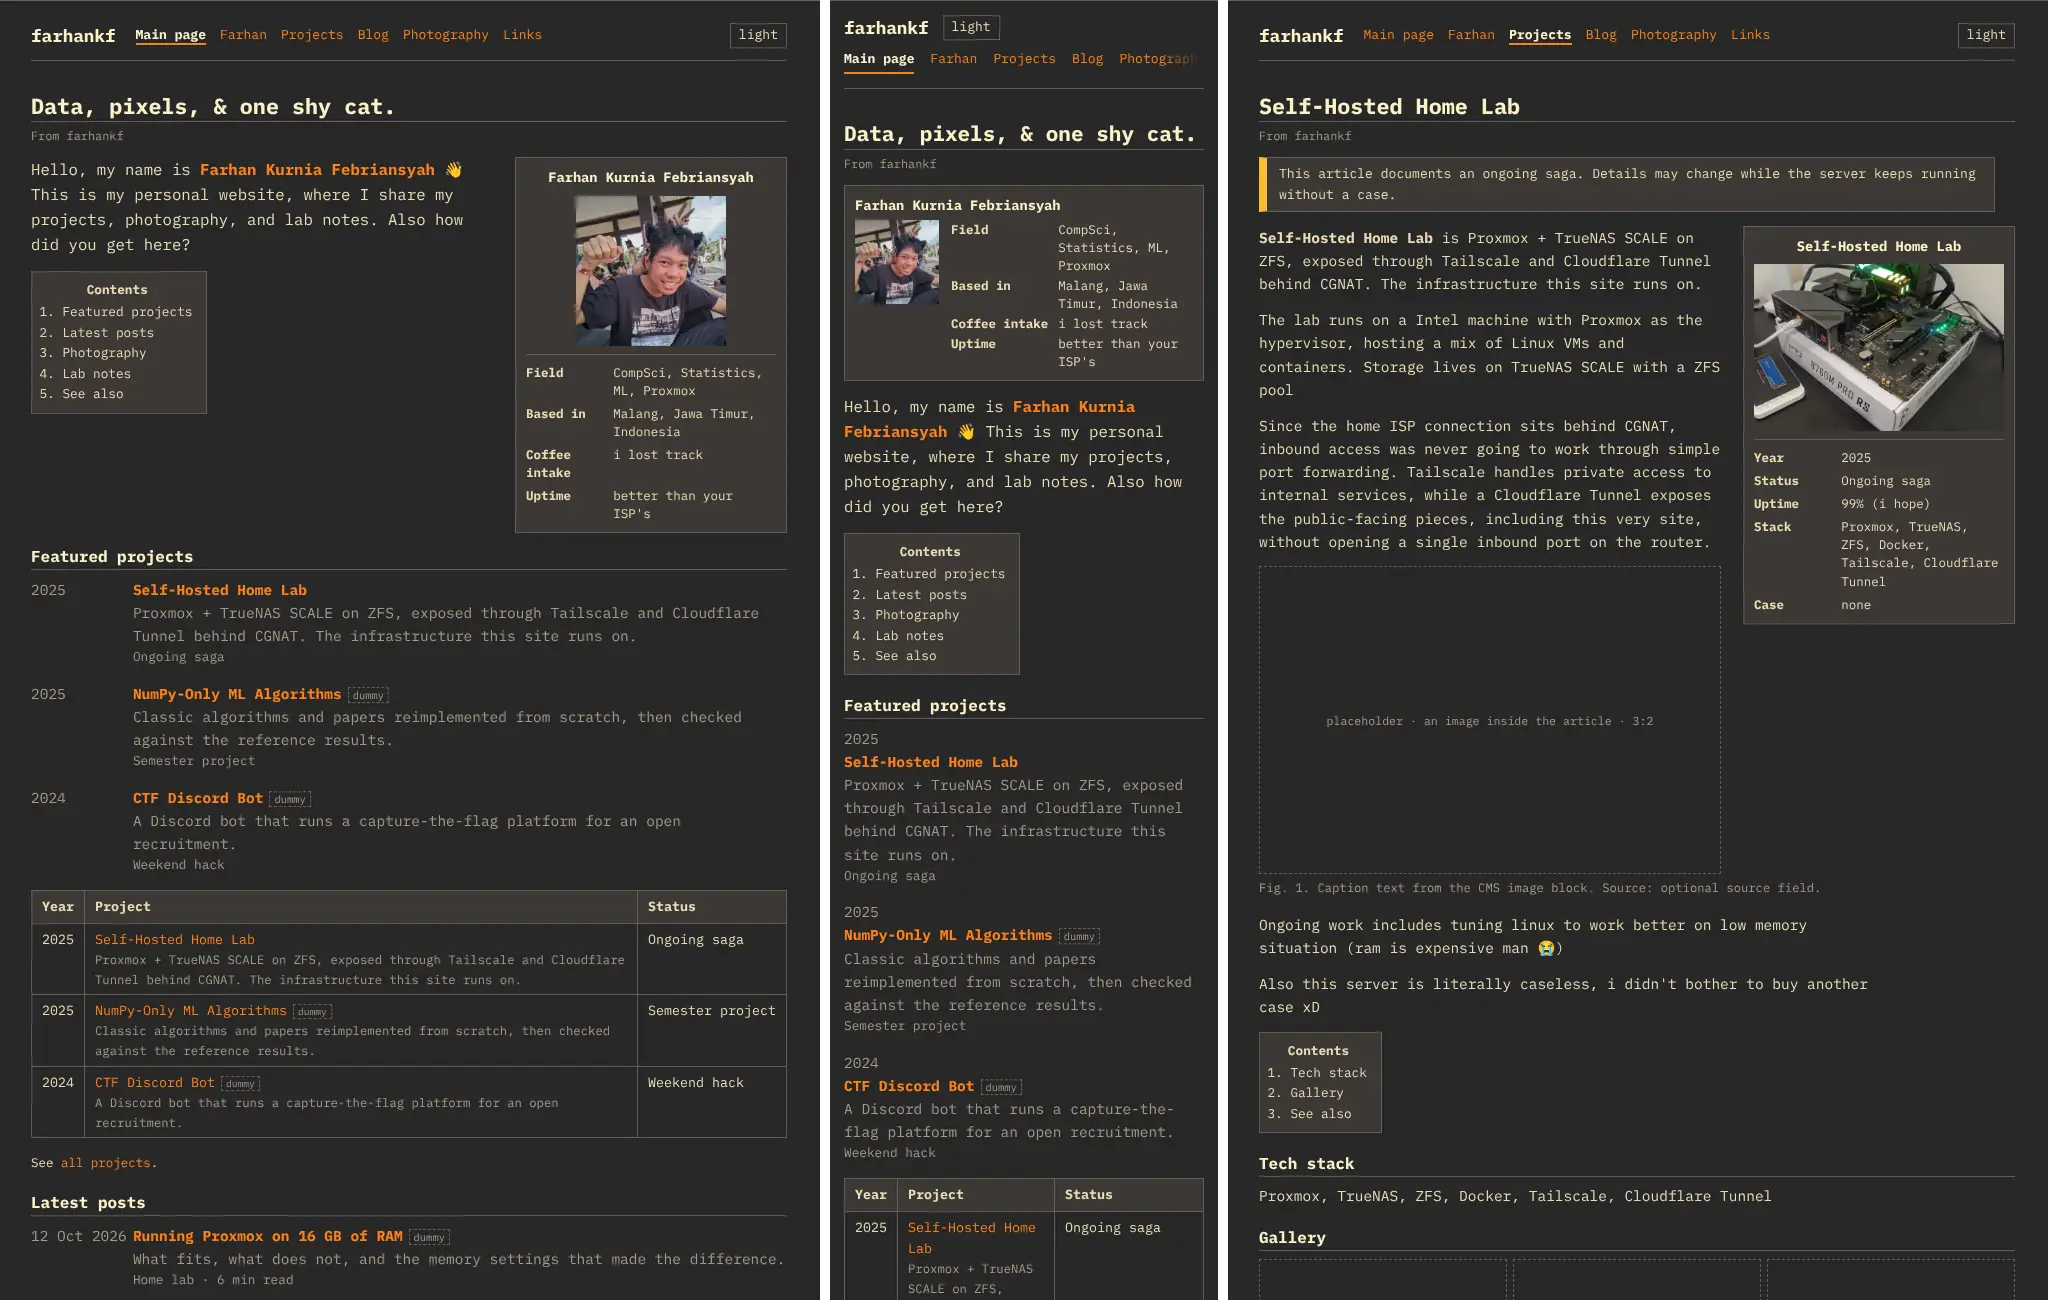 farhankf Main page Farhan Projects Blog Photography Links light
Data, pixels, & one shy cat.
From farhankf
Hello, my name is Farhan Kurnia Febriansyah 👋
This is my personal website, where I share my
projects, photography, and lab notes. Also how
did you get here?
Contents
1. Featured projects
2. Latest posts
3. Photography
4. Lab notes
5. See also
Farhan Kurnia Febriansyah
Field CompSci, Statistics,
ML, Proxmox
Based in Malang, Jawa Timur,
Indonesia
Coffee i lost track
intake
Uptime better than your
ISP's
Featured projects
2025 Self-Hosted Home Lab
Proxmox + TrueNAS SCALE on ZFS, exposed through Tailscale and Cloudflare
Tunnel behind CGNAT. The infrastructure this site runs on.
Ongoing saga
2025 NumPy-Only ML Algorithms dummy
Classic algorithms and papers reimplemented from scratch, then checked
against the reference results.
Semester project
2024 CTF Discord Bot dummy
A Discord bot that runs a capture-the-flag platform for an open
recruitment.
Weekend hack
Year Project Status
2025 Self-Hosted Home Lab Ongoing saga
Proxmox + TrueNAS SCALE on ZFS, exposed through Tailscale and Cloudflare
Tunnel behind CGNAT. The infrastructure this site runs on.
2025 NumPy-Only ML Algorithms dummy Semester project
Classic algorithms and papers reimplemented from scratch, then checked
against the reference results.
2024 CTF Discord Bot dummy Weekend hack
A Discord bot that runs a capture-the-flag platform for an open
recruitment.
See all projects.
Latest posts
12 Oct 2026 Running Proxmox on 16 GB of RAM dummy
What fits, what does not, and the memory settings that made the difference.
Home lab · 6 min read
farhankf light
Main page Farhan Projects Blog Photograph
Data, pixels, & one shy cat.
From farhankf
Farhan Kurnia Febriansyah
Field CompSci,
Statistics, ML,
Proxmox
Based in Malang, Jawa
Timur, Indonesia
Coffee intake i lost track
Uptime better than your
ISP's
Hello, my name is Farhan Kurnia
Febriansyah 👋 This is my personal
website, where I share my projects,
photography, and lab notes. Also how
did you get here?
Contents
1. Featured projects
2. Latest posts
3. Photography
4. Lab notes
5. See also
Featured projects
2025
Self-Hosted Home Lab
Proxmox + TrueNAS SCALE on ZFS, exposed
through Tailscale and Cloudflare Tunnel
behind CGNAT. The infrastructure this
site runs on.
Ongoing saga
2025
NumPy-Only ML Algorithms dummy
Classic algorithms and papers
reimplemented from scratch, then checked
against the reference results.
Semester project
2024
CTF Discord Bot dummy
A Discord bot that runs a capture-the-
flag platform for an open recruitment.
Weekend hack
Year Project Status
2025 Self-Hosted Home Ongoing saga
Lab
Proxmox + TrueNAS
SCALE on ZFS,
farhankf Main page Farhan Projects Blog Photography Links light
Self-Hosted Home Lab
From farhankf
This article documents an ongoing saga. Details may change while the server keeps running
without a case.
Self-Hosted Home Lab is Proxmox + TrueNAS SCALE on
ZFS, exposed through Tailscale and Cloudflare Tunnel
behind CGNAT. The infrastructure this site runs on.
The lab runs on a Intel machine with Proxmox as the
hypervisor, hosting a mix of Linux VMs and
containers. Storage lives on TrueNAS SCALE with a ZFS
pool
Since the home ISP connection sits behind CGNAT,
inbound access was never going to work through simple
port forwarding. Tailscale handles private access to
internal services, while a Cloudflare Tunnel exposes
the public-facing pieces, including this very site,
without opening a single inbound port on the router.
Self-Hosted Home Lab
B760M PRO RS
Year 2025
Status Ongoing saga
Uptime 99% (i hope)
Stack Proxmox, TrueNAS,
ZFS, Docker,
Tailscale, Cloudflare
Tunnel
Case none
placeholder · an image inside the article · 3:2
Fig. 1. Caption text from the CMS image block. Source: optional source field.
Ongoing work includes tuning linux to work better on low memory
situation (ram is expensive man 😭)
Also this server is literally caseless, i didn't bother to buy another
case xD
Contents
1. Tech stack
2. Gallery
3. See also
Tech stack
Proxmox, TrueNAS, ZFS, Docker, Tailscale, Cloudflare Tunnel
Gallery